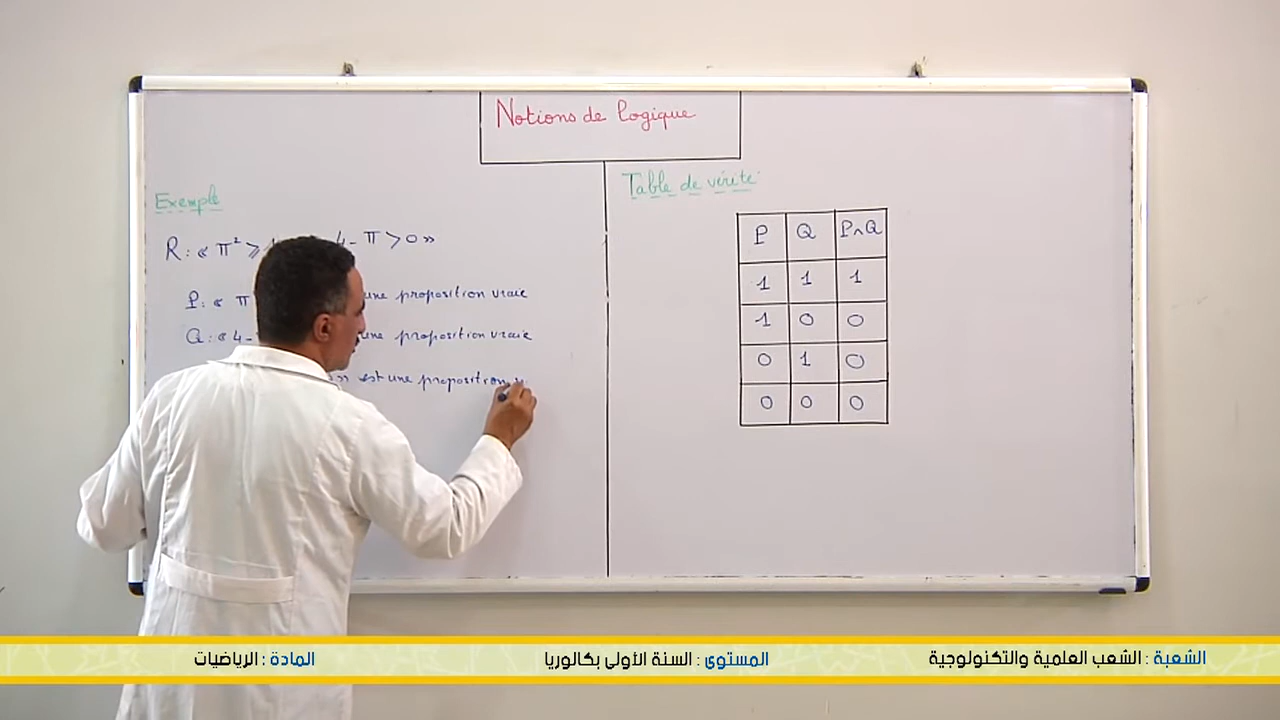 Notions de logique
Exemple
R: « π² ≥ 4 - π > 0 »
P: « π une proposition vraie
Q: « 4 - une proposition vraie
» est une proposition v
Table de vérité
P Q P∧Q
1 1 1
1 0 0
0 1 0
0 0 0
الشعبة : الشعب العلمية والتكنولوجية
المستوى : السنة الأولى بكالوريا
المادة : الرياضيات